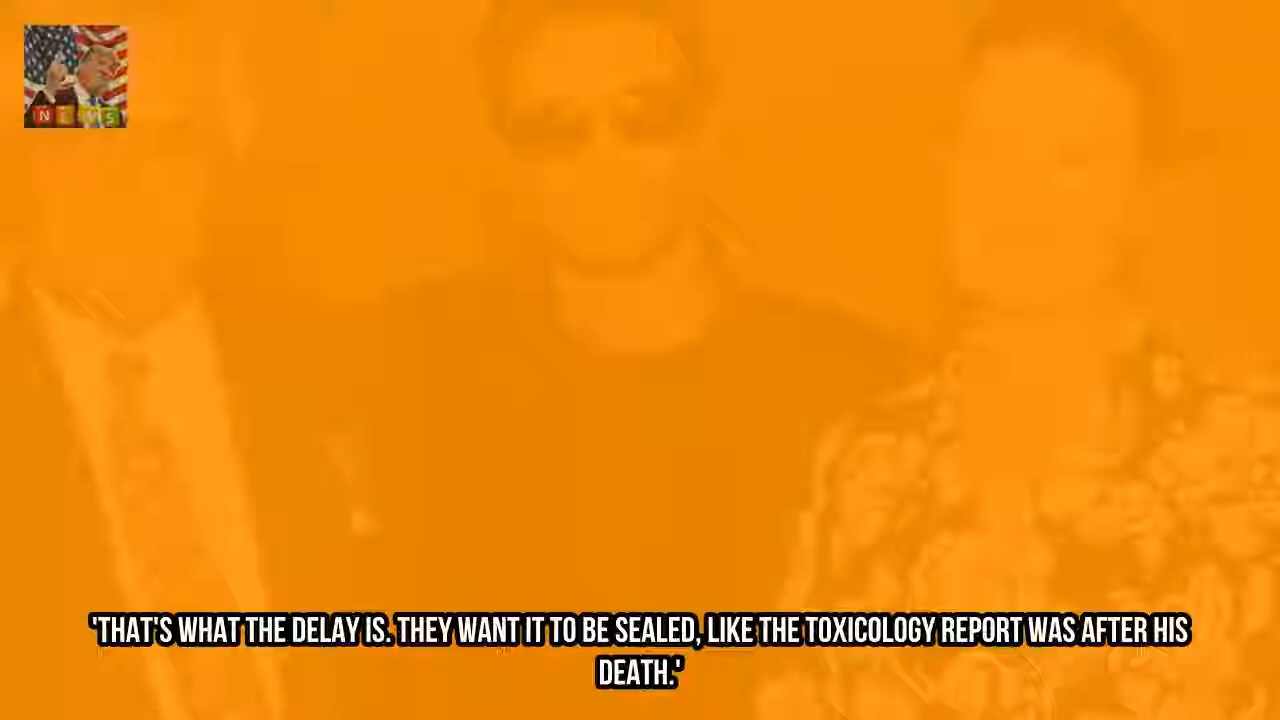 NEWS
'THAT'S WHAT THE DELAY IS. THEY WANT IT TO BE SEALED, LIKE THE TOXICOLOGY REPORT WAS AFTER HIS
DEATH.'